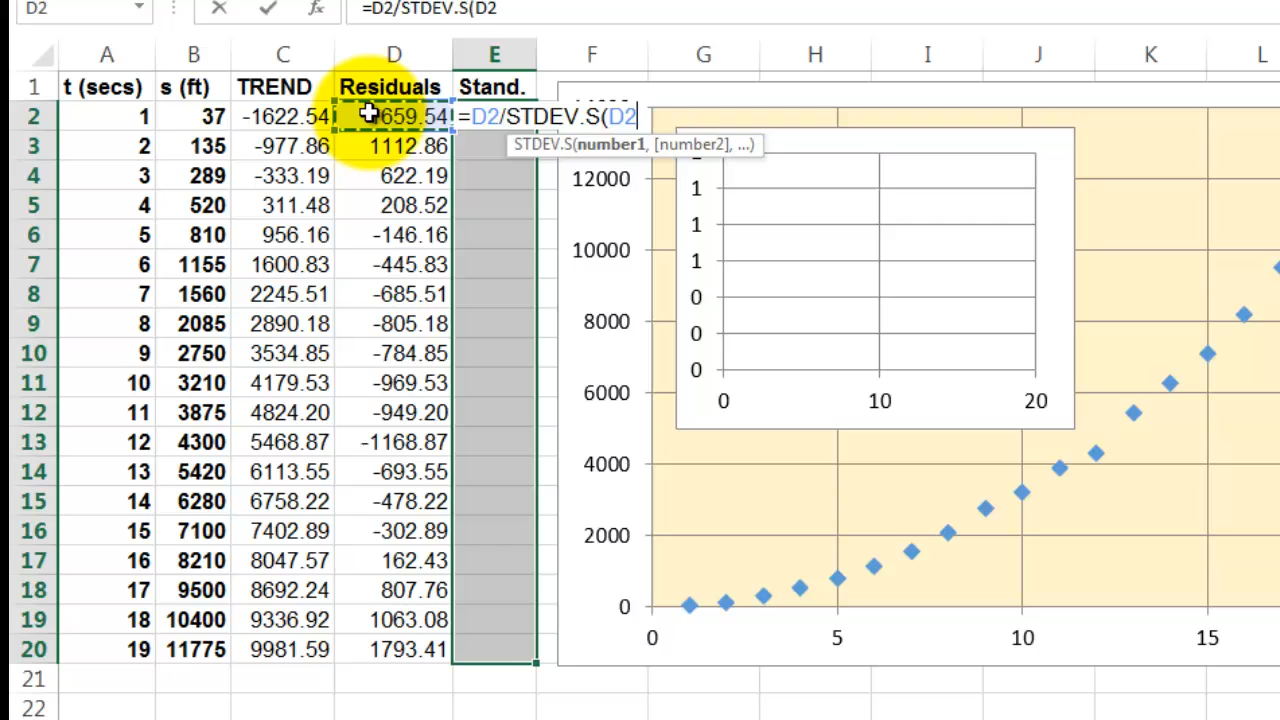 D2 =D2/STDEV.S(D2
A B C D E F G H I J K L
1 t (secs) s (ft) TREND Residuals Stand.
2 1 37 -1622.54 =D2/STDEV.S(D2
3 2 135 -977.86 1112.86 STDEV.S(number1, [number2], ...)
4 3 289 -333.19 622.19
5 4 520 311.48 208.52
6 5 810 956.16 -146.16
7 6 1155 1600.83 -445.83
8 7 1560 2245.51 -685.51
9 8 2085 2890.18 -805.18
10 9 2750 3534.85 -784.85
11 10 3210 4179.53 -969.53
12 11 3875 4824.20 -949.20
13 12 4300 5468.87 -1168.87
14 13 5420 6113.55 -693.55
15 14 6280 6758.22 -478.22
16 15 7100 7402.89 -302.89
17 16 8210 8047.57 162.43
18 17 9500 8692.24 807.76
19 18 10400 9336.92 1063.08
20 19 11775 9981.59 1793.41
21
22
12000
10000
8000
6000
4000
2000
0
0 5 10 15
1
1
1
0
0
0
0 10 20